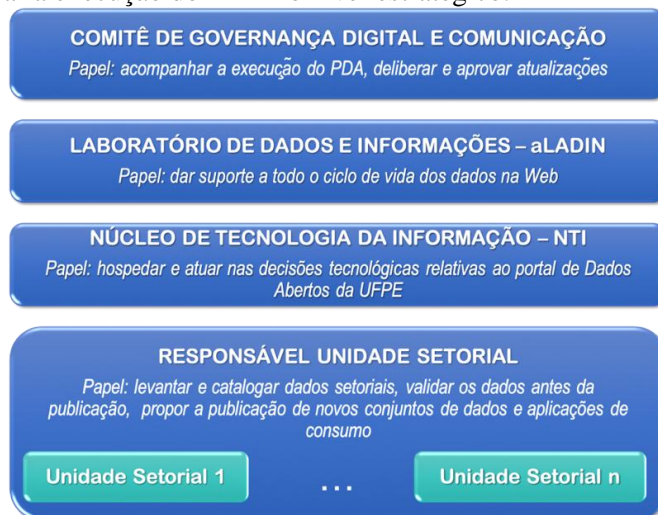 COMITÊ DE GOVERNANÇA DIGITAL E COMUNICAÇÃO
Papel: acompanhar a execução do PDA, deliberar e aprovar atualizações
LABORATÓRIO DE DADOS E INFORMAÇÕES – aLADIN
Papel: dar suporte a todo o ciclo de vida dos dados na Web
NÚCLEO DE TECNOLOGIA DA INFORMAÇÃO – NTI
Papel: hospedar e atuar nas decisões tecnológicas relativas ao portal de Dados
Abertos da UFPE
RESPONSÁVEL UNIDADE SETORIAL
Papel: levantar e catalogar dados setoriais, validar os dados antes da
publicação, propor a publicação de novos conjuntos de dados e aplicações de
consumo
Unidade Setorial 1 ... Unidade Setorial n